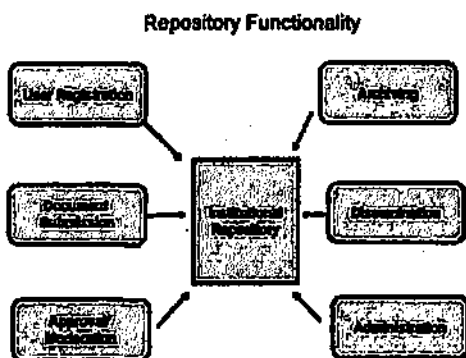 Repository Functionality
User Registration
Archiving
Document
Submission
Institutional
Repository
Dissemination
Approval/
Moderation
Administration